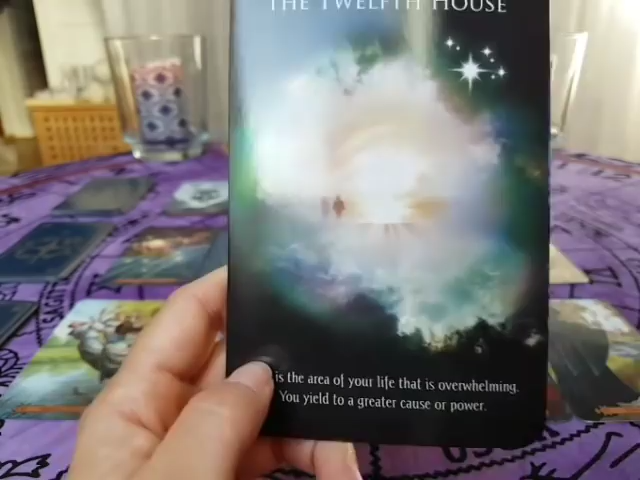 THE TWELFTH HOUSE
is the area of your life that is overwhelming.
You yield to a greater cause or power.